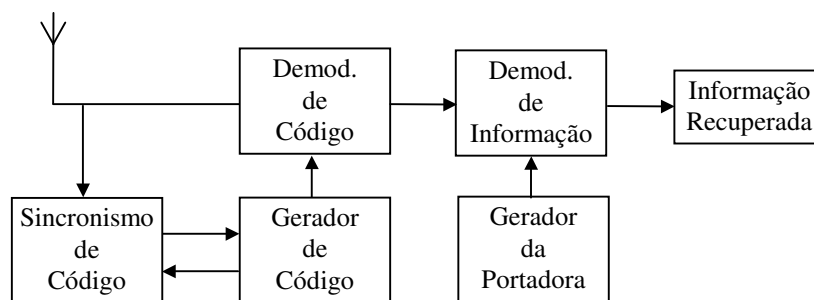 Demod.
de
Código
Demod.
de
Informação
Informação
Recuperada
Sincronismo
de
Código
Gerador
de
Código
Gerador
da
Portadora